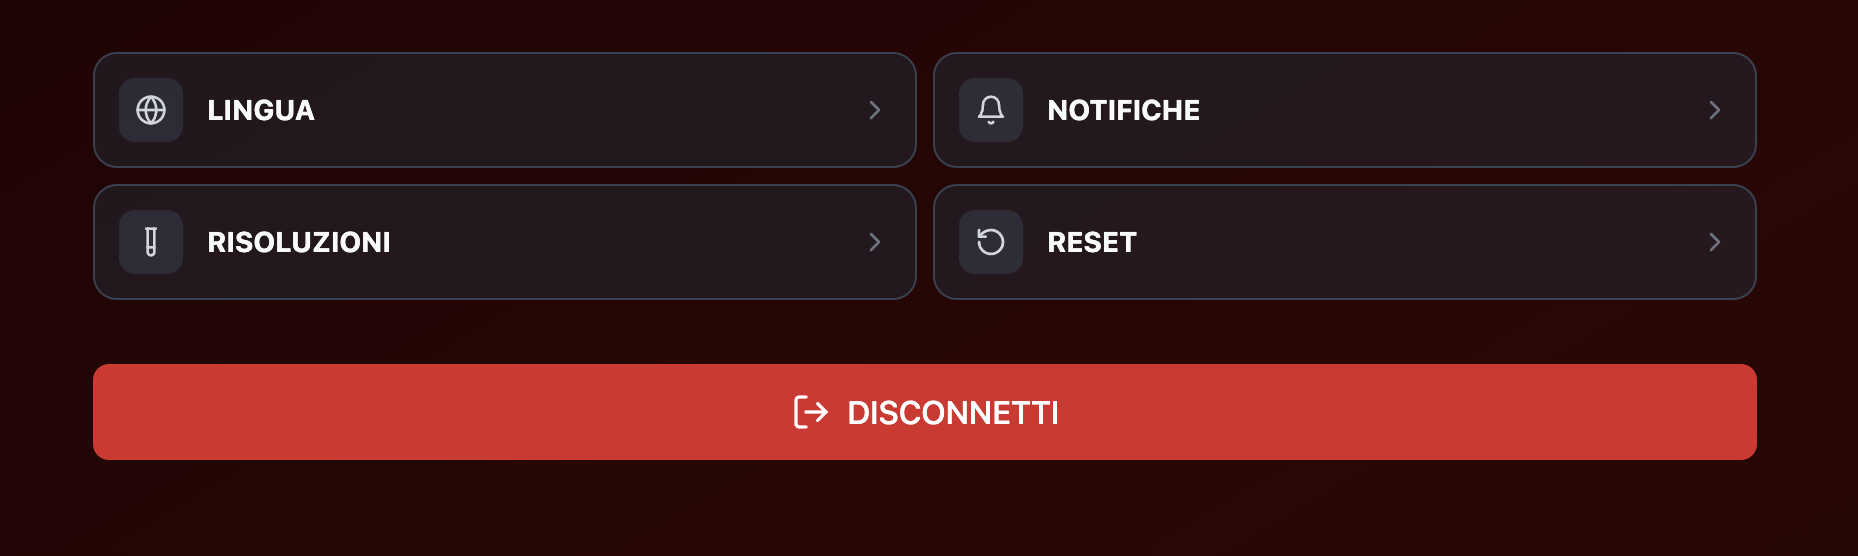 LINGUA
NOTIFICHE
RISOLUZIONI
RESET
DISCONNETTI